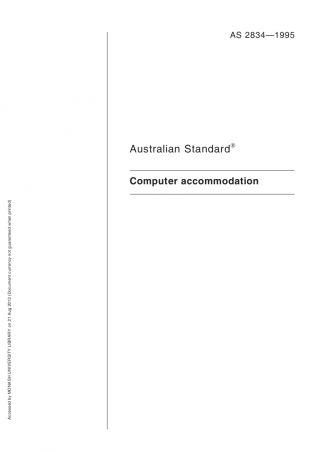 AS 2834—1995
Australian Standard®
Computer accommodation
Accessed by MONASH UNIVERSITY LIBRARY on 21 Aug 2013 (Document currency not guaranteed when printed)